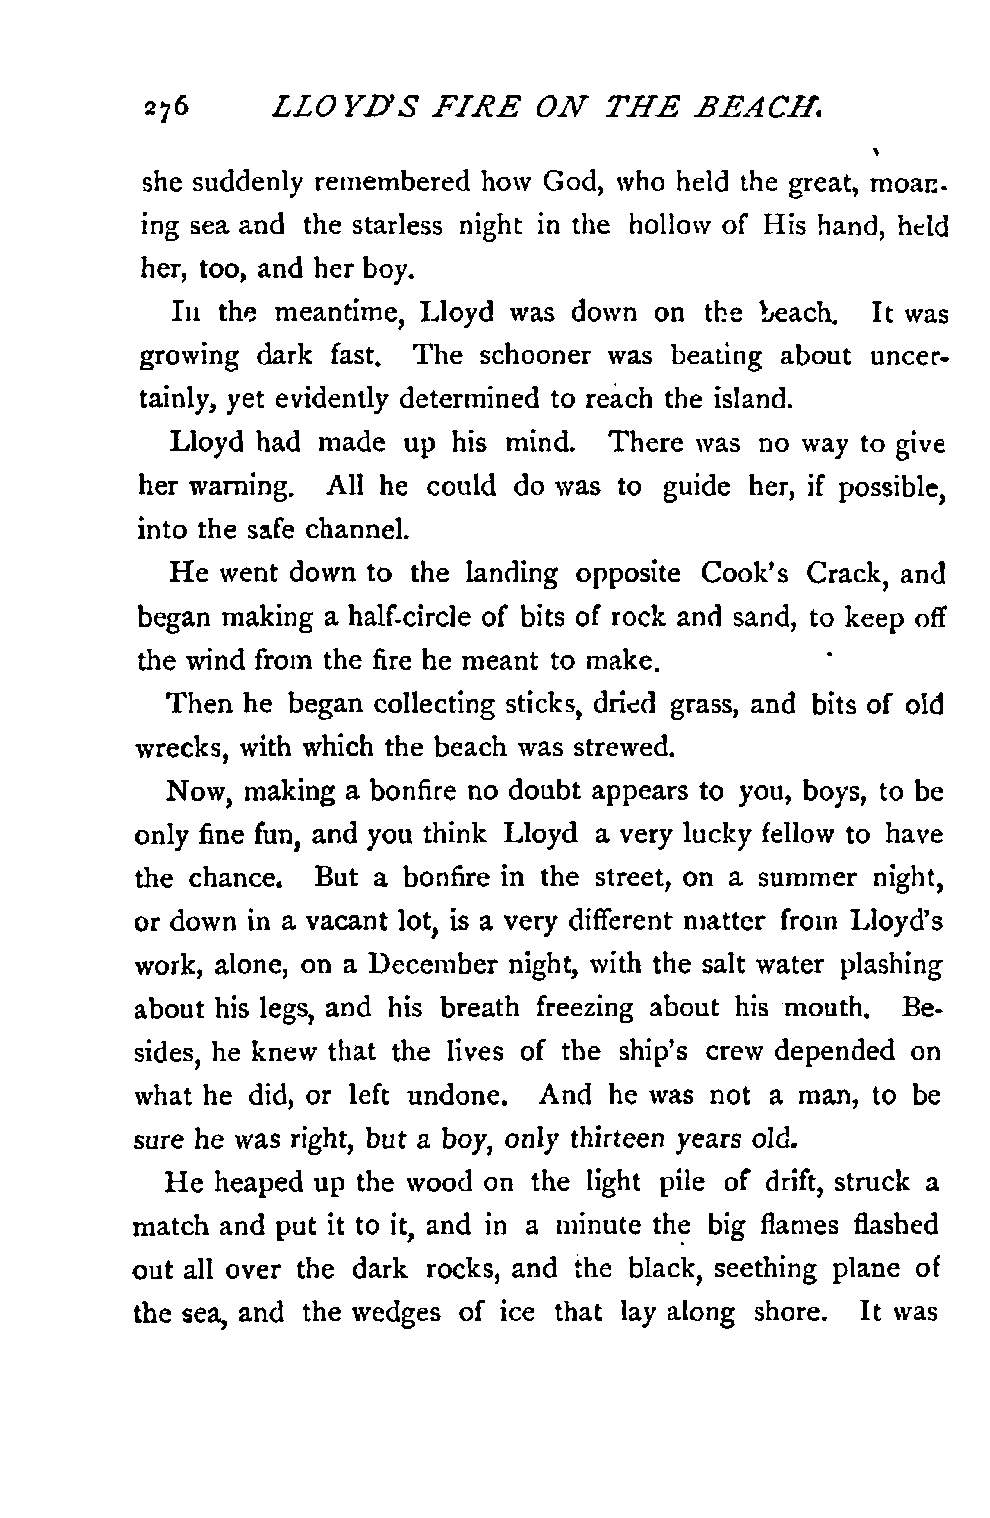 276 LLOYD'S FIRE ON THE BEACH.
she suddenly remembered how God, who held the great, moan-
ing sea and the starless night in the hollow of His hand, held
her, too, and her boy.
In the meantime, Lloyd was down on the beach. It was
growing dark fast. The schooner was beating about uncer-
tainly, yet evidently determined to reach the island.
Lloyd had made up his mind. There was no way to give
her warning. All he could do was to guide her, if possible,
into the safe channel.
He went down to the landing opposite Cook's Crack, and
began making a half-circle of bits of rock and sand, to keep off
the wind from the fire he meant to make.
Then he began collecting sticks, dried grass, and bits of old
wrecks, with which the beach was strewed.
Now, making a bonfire no doubt appears to you, boys, to be
only fine fun, and you think Lloyd a very lucky fellow to have
the chance. But a bonfire in the street, on a summer night,
or down in a vacant lot, is a very different matter from Lloyd's
work, alone, on a December night, with the salt water plashing
about his legs, and his breath freezing about his mouth. Be-
sides, he knew that the lives of the ship's crew depended on
what he did, or left undone. And he was not a man, to be
sure he was right, but a boy, only thirteen years old.
He heaped up the wood on the light pile of drift, struck a
match and put it to it, and in a minute the big flames flashed
out all over the dark rocks, and the black, seething plane of
the sea, and the wedges of ice that lay along shore. It was